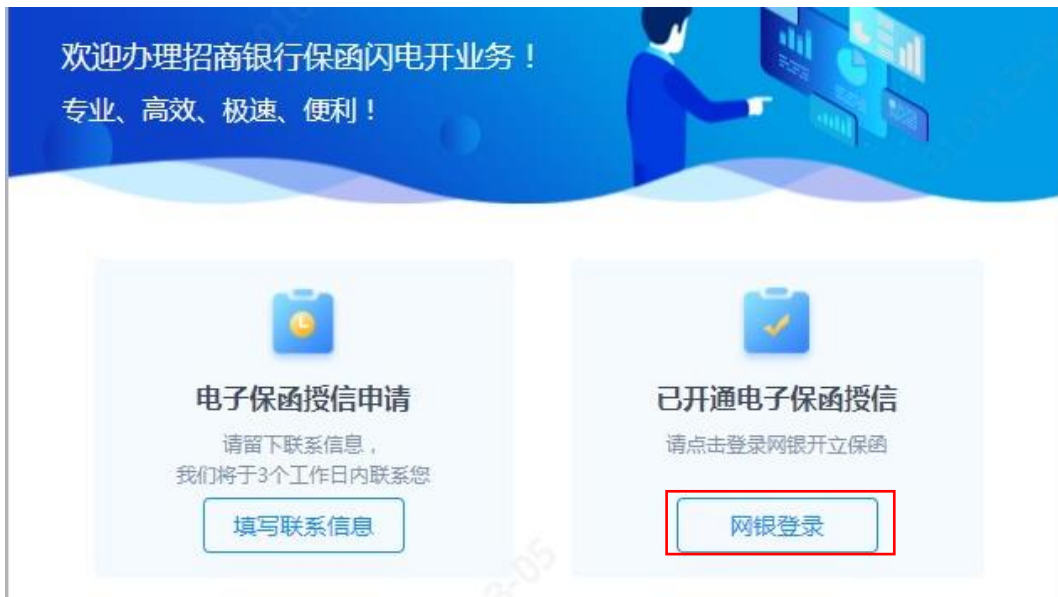 欢迎办理招商银行保函闪电开业务！
专业、高效、极速、便利！
电子保函授信申请
请留下联系信息，
我们将于3个工作日内联系您
填写联系信息
已开通电子保函授信
请点击登录网银开立保函
网银登录